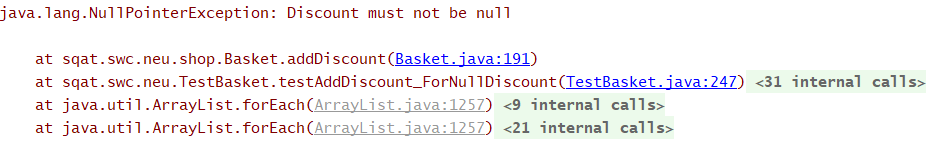 java.lang.NullPointerException: Discount must not be null
at sqat.swc.neu.shop.Basket.addDiscount(Basket.java:191)
at sqat.swc.neu.TestBasket.testAddDiscount_ForNullDiscount(TestBasket.java:247) <31 internal calls>
at java.util.ArrayList.forEach(ArrayList.java:1257) <9 internal calls>
at java.util.ArrayList.forEach(ArrayList.java:1257) <21 internal calls>